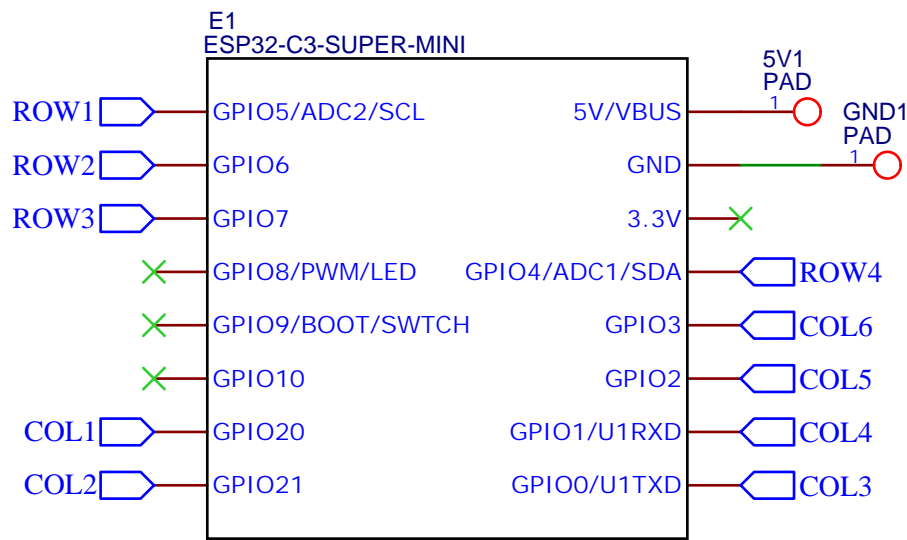 E1
ESP32-C3-SUPER-MINI
5V1
PAD
1
GND1
PAD
1
ROW1 GPIO5/ADC2/SCL 5V/VBUS
ROW2 GPIO6 GND
ROW3 GPIO7 3.3V
GPIO8/PWM/LED GPIO4/ADC1/SDA ROW4
GPIO9/BOOT/SWTCH GPIO3 COL6
GPIO10 GPIO2 COL5
COL1 GPIO20 GPIO1/U1RXD COL4
COL2 GPIO21 GPIO0/U1TXD COL3